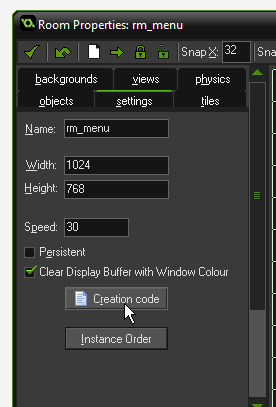 Room Properties: rm_menu
Snap X: 32
backgrounds views physics
objects settings tiles
Name: rm_menu
Width: 1024
Height: 768
Speed: 30
Persistent
Clear Display Buffer with Window Colour
Creation code
Instance Order